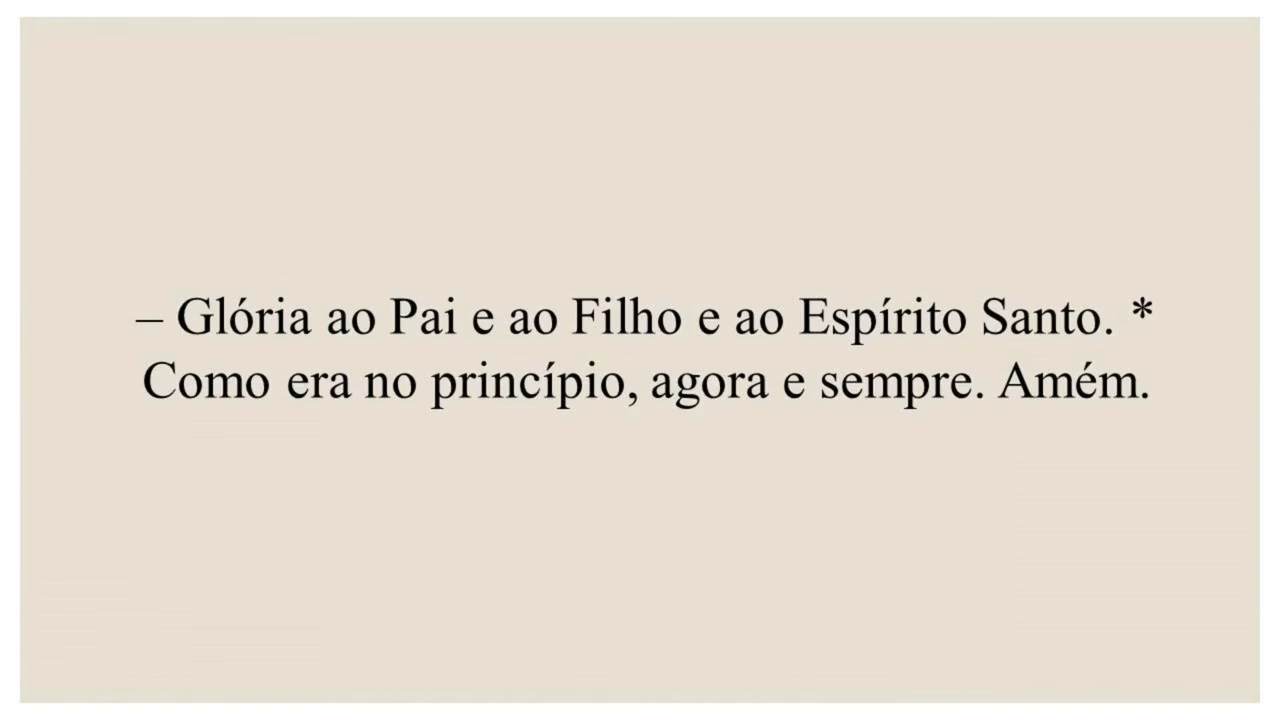 – Glória ao Pai e ao Filho e ao Espírito Santo. *
Como era no princípio, agora e sempre. Amém.